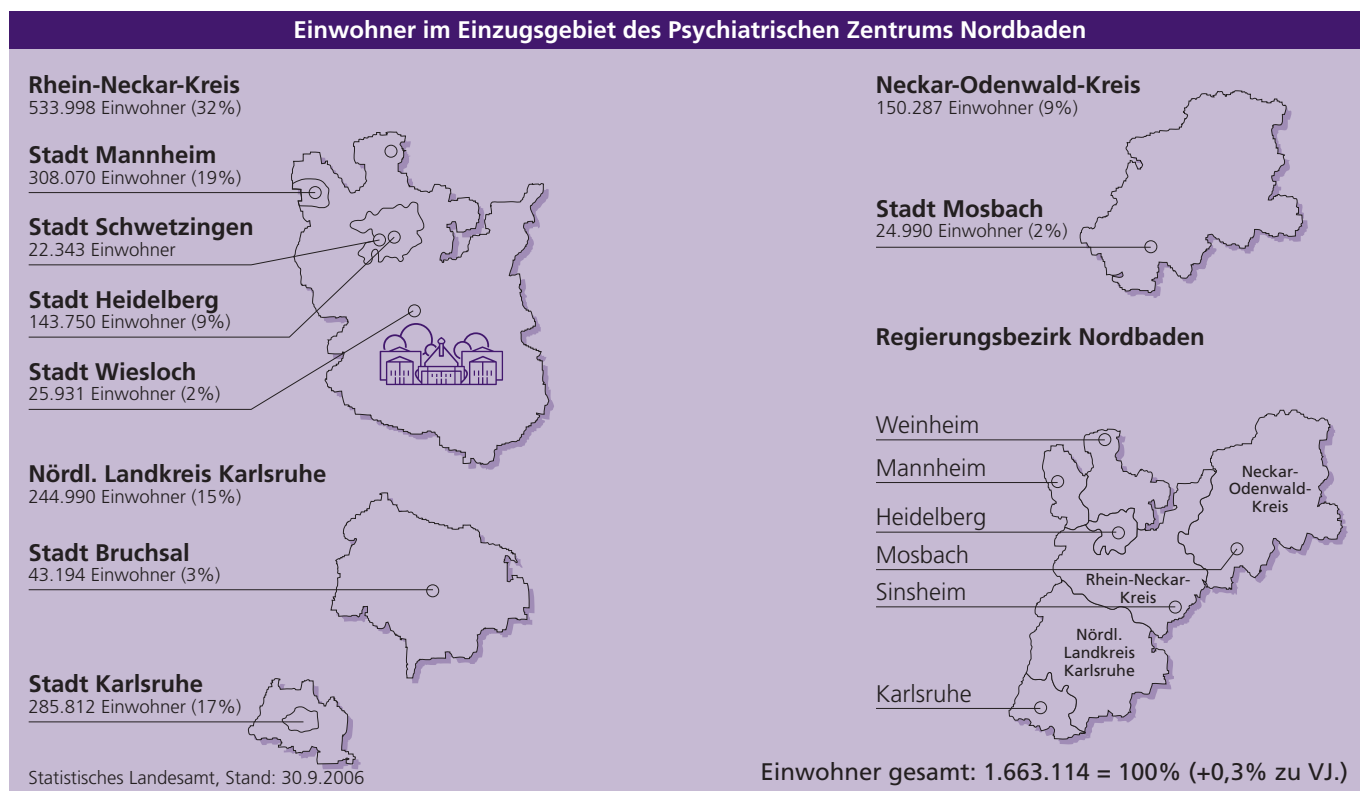 Einwohner im Einzugsgebiet des Psychiatrischen Zentrums Nordbaden
Rhein-Neckar-Kreis
533.998 Einwohner (32%)
Stadt Mannheim
308.070 Einwohner (19%)
Stadt Schwetzingen
22.343 Einwohner
Stadt Heidelberg
143.750 Einwohner (9%)
Stadt Wiesloch
25.931 Einwohner (2%)
Nördl. Landkreis Karlsruhe
244.990 Einwohner (15%)
Stadt Bruchsal
43.194 Einwohner (3%)
Stadt Karlsruhe
285.812 Einwohner (17%)
Statistisches Landesamt, Stand: 30.9.2006
Neckar-Odenwald-Kreis
150.287 Einwohner (9%)
Stadt Mosbach
24.990 Einwohner (2%)
Regierungsbezirk Nordbaden
Weinheim
Mannheim
Heidelberg
Mosbach
Sinsheim
Karlsruhe
Neckar-
Odenwald-
Kreis
Rhein-Neckar-
Kreis
Nördl.
Landkreis
Karlsruhe
Einwohner gesamt: 1.663.114 = 100% (+0,3% zu VJ.)